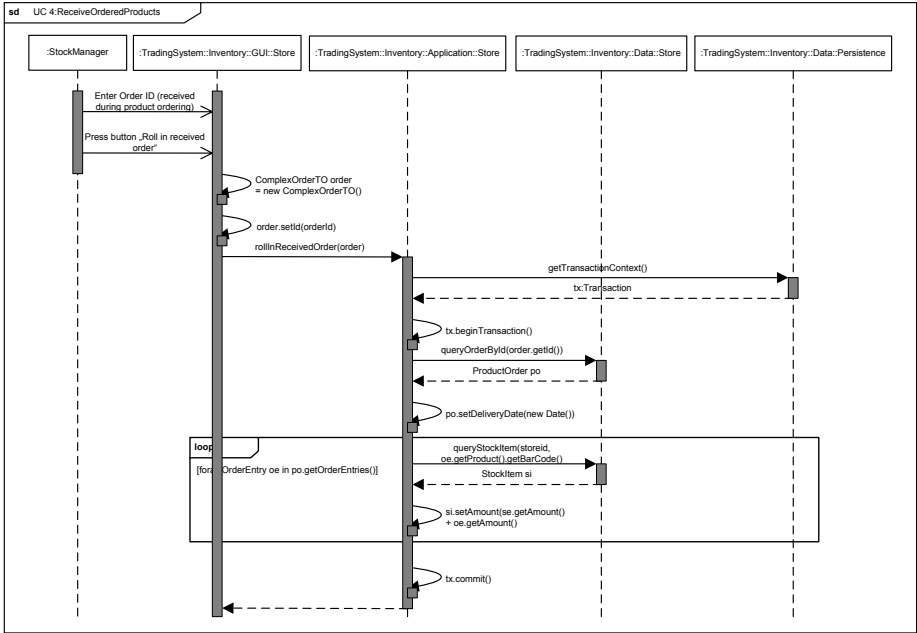 sd UC 4:ReceiveOrderedProducts
:StockManager
:TradingSystem::Inventory::GUI::Store
:TradingSystem::Inventory::Application::Store
:TradingSystem::Inventory::Data::Store
:TradingSystem::Inventory::Data::Persistence
Enter Order ID (received
during product ordering)
Press button „Roll in received
order“
ComplexOrderTO order
= new ComplexOrderTO()
order.setId(orderId)
rollInReceivedOrder(order)
getTransactionContext()
tx:Transaction
tx.beginTransaction()
queryOrderById(order.getId())
ProductOrder po
po.setDeliveryDate(new Date())
loop
queryStockItem(storeid,
oe.getProduct().getBarCode()
[forall OrderEntry oe in po.getOrderEntries()]
StockItem si
si.setAmount(se.getAmount()
+ oe.getAmount()
tx.commit()